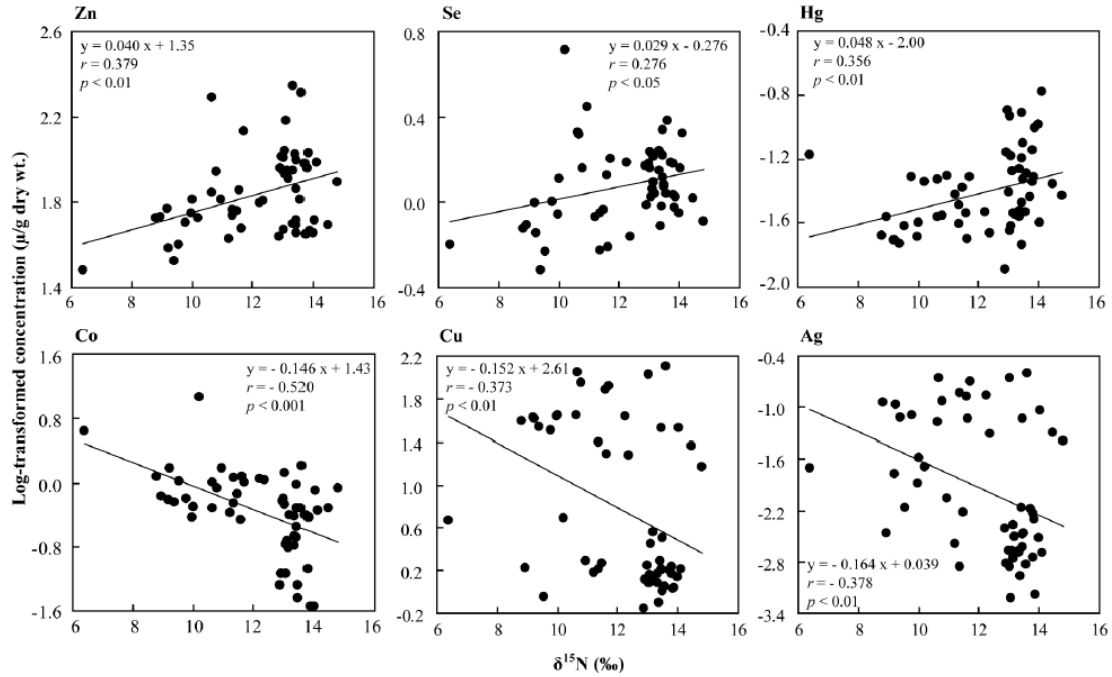 Zn
2.6
2.2
1.8
1.4
y = 0.040 x + 1.35
r = 0.379
p < 0.01
6 8 10 12 14 16
Se
0.8
0.4
0.0
-0.4
y = 0.029 x - 0.276
r = 0.276
p < 0.05
6 8 10 12 14 16
Hg
-0.4
-0.8
-1.2
-1.6
-2.0
y = 0.048 x - 2.00
r = 0.356
p < 0.01
6 8 10 12 14 16
Log-transformed concentration (μ/g dry wt.)
Co
1.6
0.8
0.0
-0.8
-1.6
y = - 0.146 x + 1.43
r = - 0.520
p < 0.001
6 8 10 12 14 16
Cu
2.2
1.8
1.4
1.0
0.6
0.2
-0.2
y = - 0.152 x + 2.61
r = - 0.373
p < 0.01
6 8 10 12 14 16
Ag
-0.4
-1.0
-1.6
-2.2
-2.8
-3.4
y = - 0.164 x + 0.039
r = - 0.378
p < 0.01
6 8 10 12 14 16
δ¹⁵N (‰)